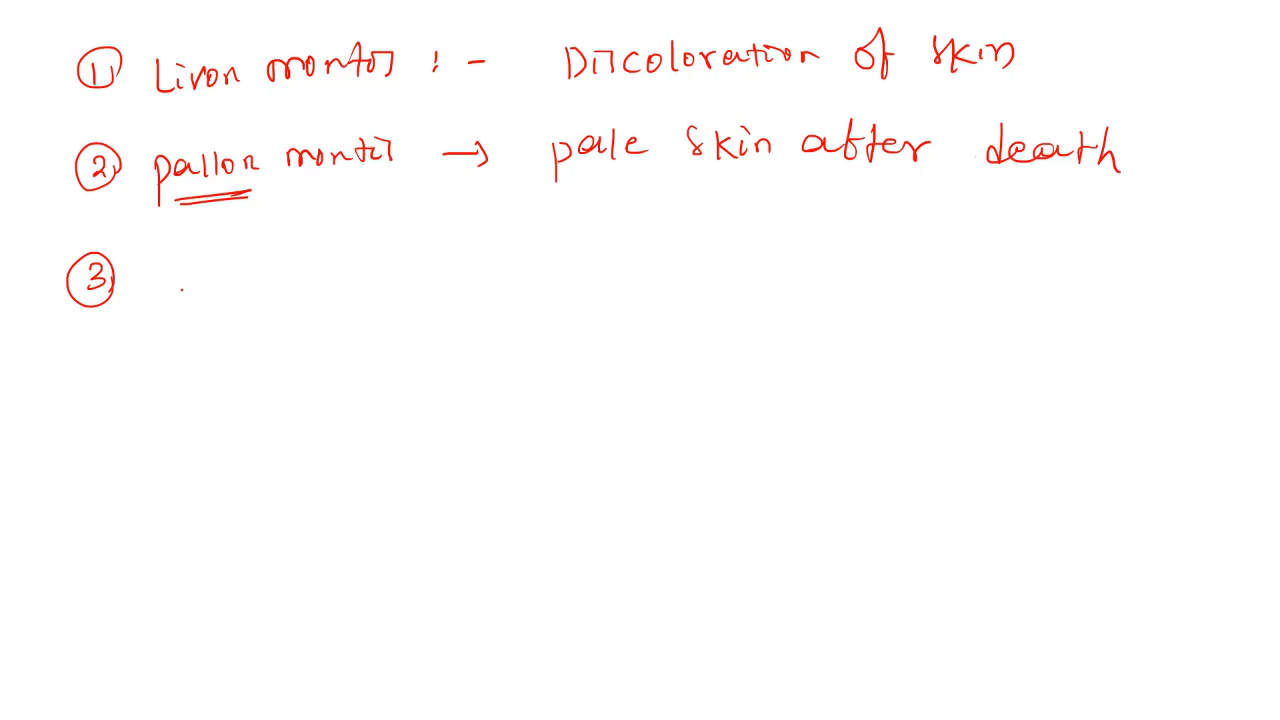 ① Livor mortis :- Discoloration of skin
② pallor mortis → pale skin after death
③